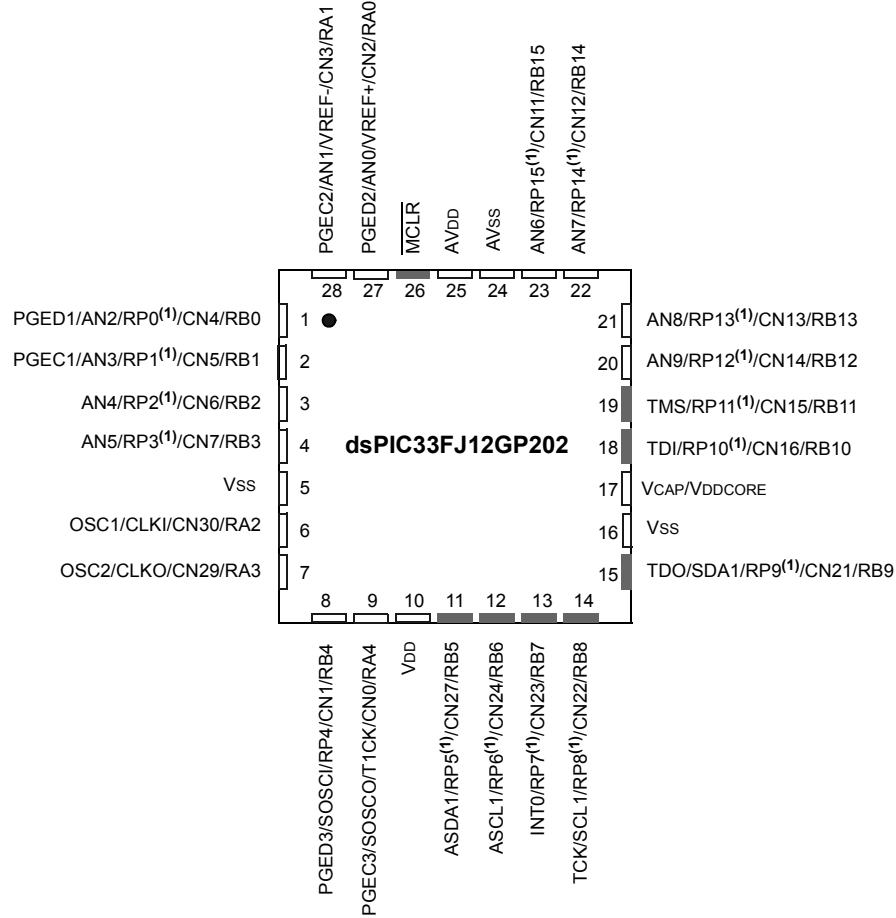 PGEC2/AN1/VREF-/CN3/RA1
PGED2/AN0/VREF+/CN2/RA0
MCLR
AVDD
AVSS
AN6/RP15(1)/CN11/RB15
AN7/RP14(1)/CN12/RB14
28 27 26 25 24 23 22
PGED1/AN2/RP0(1)/CN4/RB0 1
PGEC1/AN3/RP1(1)/CN5/RB1 2
AN4/RP2(1)/CN6/RB2 3
AN5/RP3(1)/CN7/RB3 4
VSS 5
OSC1/CLKI/CN30/RA2 6
OSC2/CLKO/CN29/RA3 7
dsPIC33FJ12GP202
21 AN8/RP13(1)/CN13/RB13
20 AN9/RP12(1)/CN14/RB12
19 TMS/RP11(1)/CN15/RB11
18 TDI/RP10(1)/CN16/RB10
17 VCAP/VDDCORE
16 VSS
15 TDO/SDA1/RP9(1)/CN21/RB9
8 9 10 11 12 13 14
PGED3/SOSCI/RP4/CN1/RB4
PGEC3/SOSCO/T1CK/CN0/RA4
VDD
ASDA1/RP5(1)/CN27/RB5
ASCL1/RP6(1)/CN24/RB6
INT0/RP7(1)/CN23/RB7
TCK/SCL1/RP8(1)/CN22/RB8